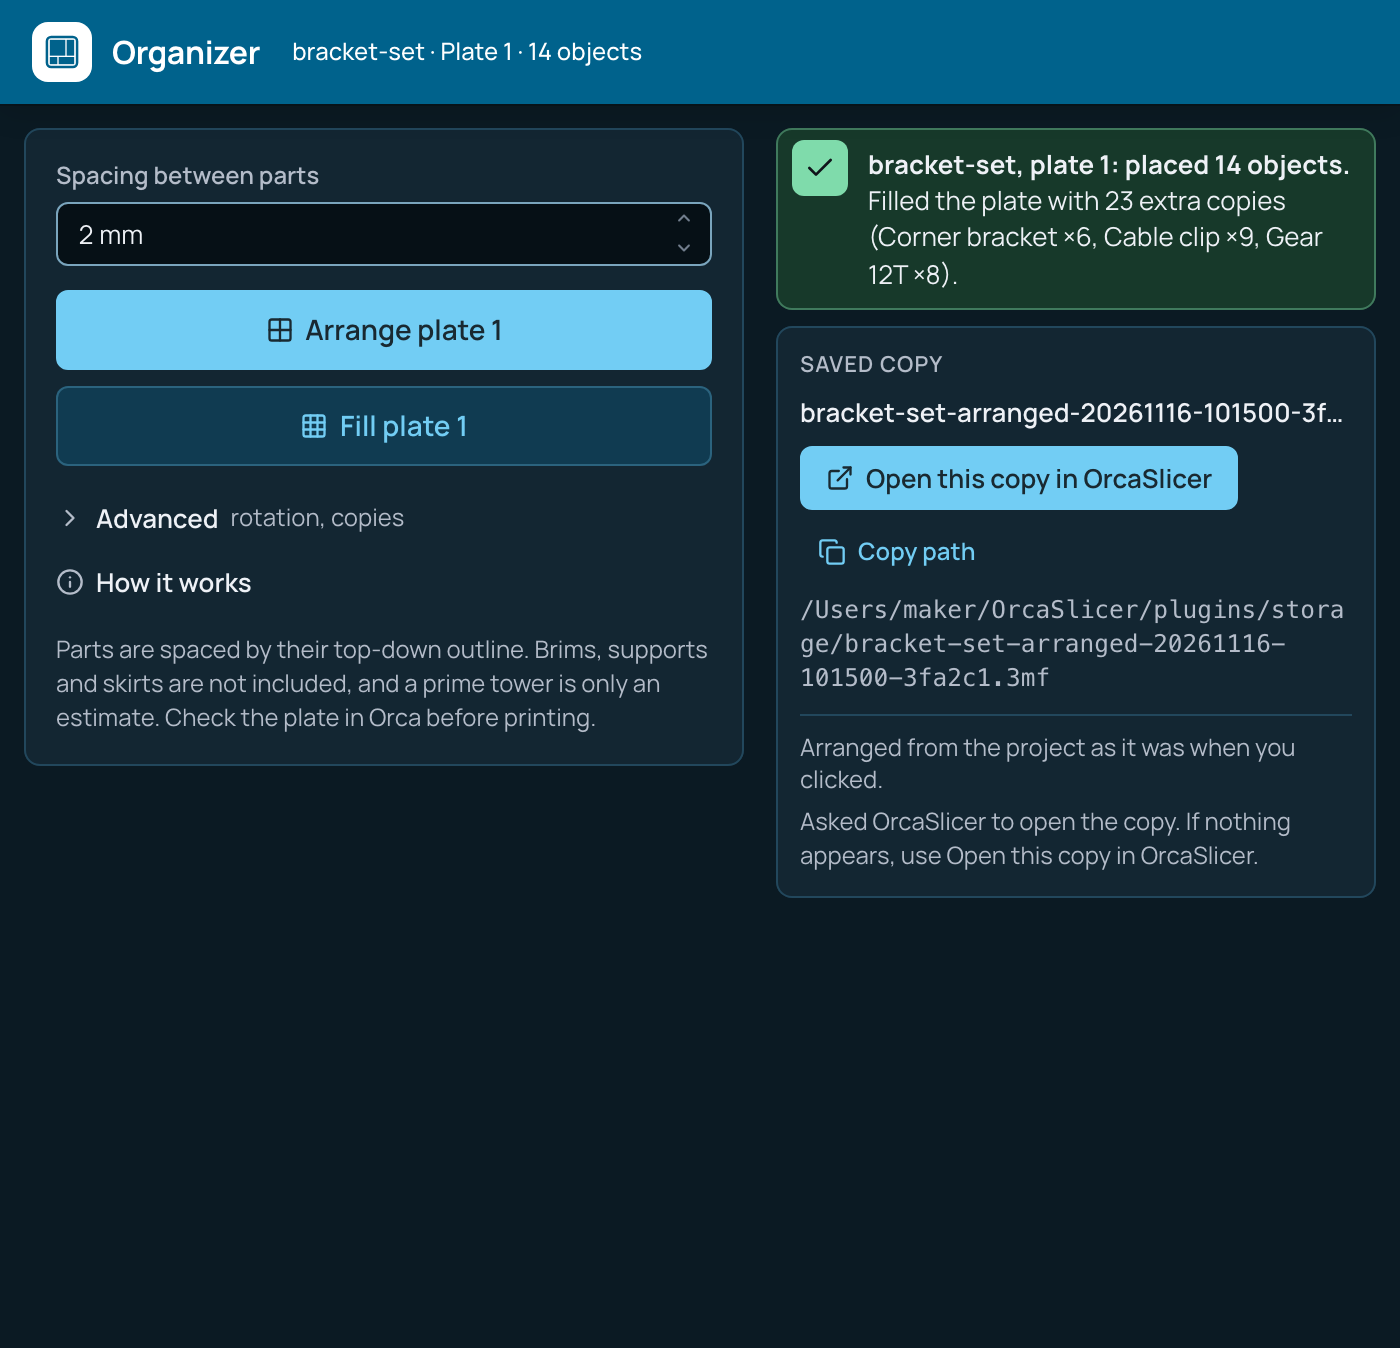 Organizer
bracket-set · Plate 1 · 14 objects
Spacing between parts
2 mm
Arrange plate 1
Fill plate 1
Advanced rotation, copies
How it works
Parts are spaced by their top-down outline. Brims, supports
and skirts are not included, and a prime tower is only an
estimate. Check the plate in Orca before printing.
bracket-set, plate 1: placed 14 objects.
Filled the plate with 23 extra copies
(Corner bracket ×6, Cable clip ×9, Gear
12T ×8).
SAVED COPY
bracket-set-arranged-20261116-101500-3f…
Open this copy in OrcaSlicer
Copy path
/Users/maker/OrcaSlicer/plugins/stora
ge/bracket-set-arranged-20261116-
101500-3fa2c1.3mf
Arranged from the project as it was when you
clicked.
Asked OrcaSlicer to open the copy. If nothing
appears, use Open this copy in OrcaSlicer.